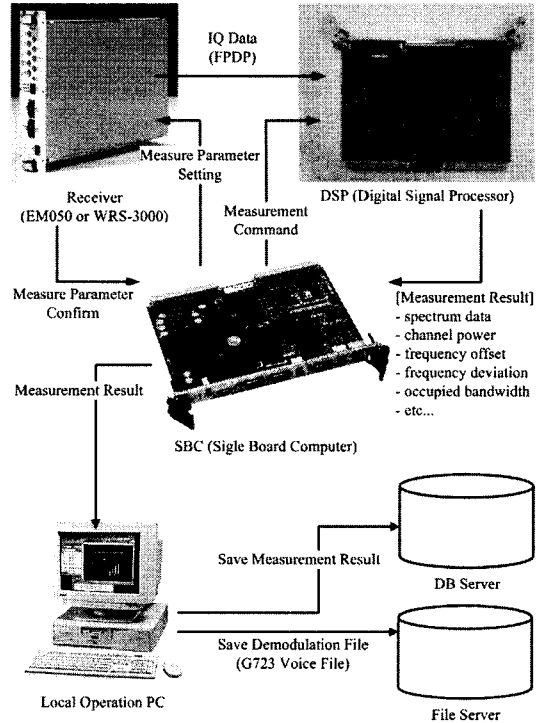 IQ Data
(FPDP)
Measure Parameter
Setting
Receiver
(EM050 or WRS-3000)
DSP (Digital Signal Processor)
Measurement
Command
Measure Parameter
Confirm
[Measurement Result]
- spectrum data
- channel power
- frequency offset
- frequency deviation
- occupied bandwidth
- etc...
Measurement Result
SBC (Sigle Board Computer)
Save Measurement Result
DB Server
Save Demodulation File
(G723 Voice File)
Local Operation PC
File Server